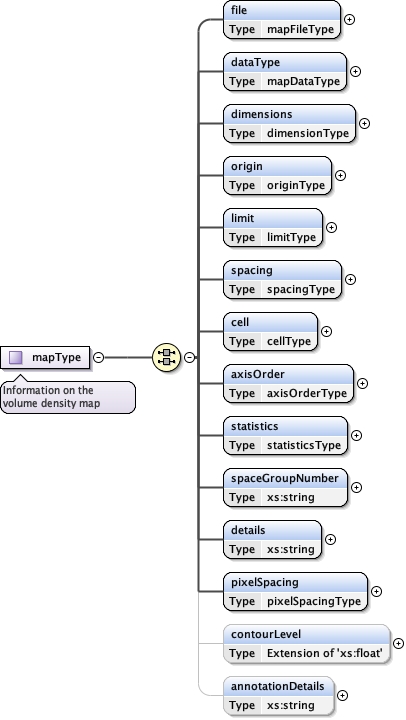 file
Type mapFileType
dataType
Type mapDataType
dimensions
Type dimensionType
origin
Type originType
limit
Type limitType
spacing
Type spacingType
cell
Type cellType
mapType
Information on the
volume density map
axisOrder
Type axisOrderType
statistics
Type statisticsType
spaceGroupNumber
Type xs:string
details
Type xs:string
pixelSpacing
Type pixelSpacingType
contourLevel
Type Extension of 'xs:float'
annotationDetails
Type xs:string